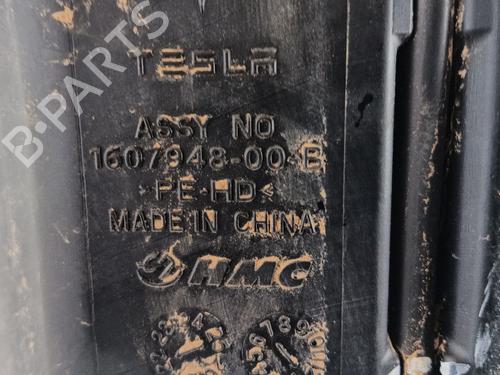 TESLA
ASSY NO
1607948-00-B
>PE-HD<
MADE IN CHINA
HMC
B-PARTS